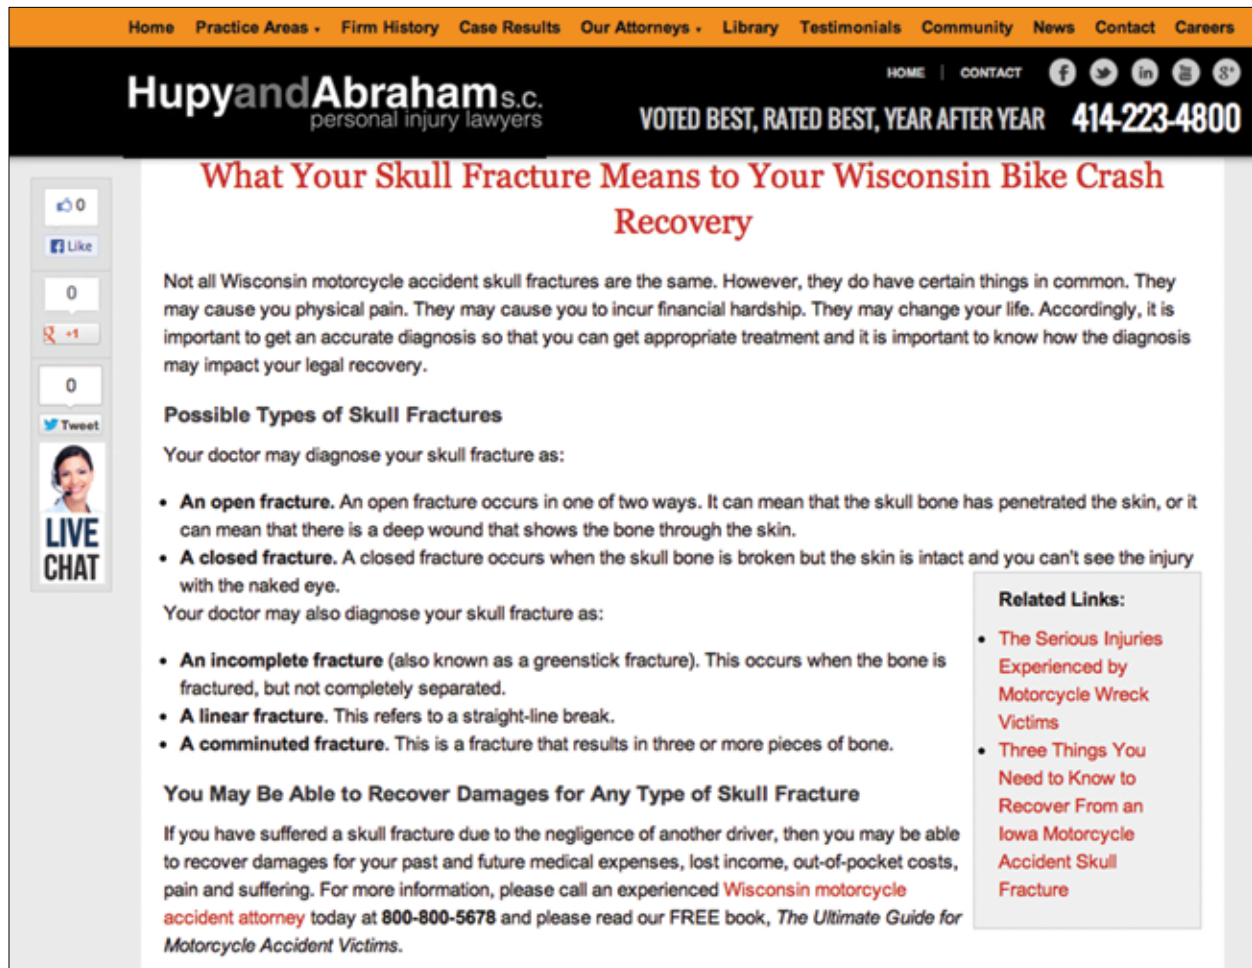 Home Practice Areas Firm History Case Results Our Attorneys Library Testimonials Community News Contact Careers
HOME | CONTACT
HupyandAbraham s.c.
personal injury lawyers
VOTED BEST, RATED BEST, YEAR AFTER YEAR 414-223-4800
What Your Skull Fracture Means to Your Wisconsin Bike Crash
Recovery
0
Like
0
+1
0
Tweet
LIVE
CHAT
Not all Wisconsin motorcycle accident skull fractures are the same. However, they do have certain things in common. They
may cause you physical pain. They may cause you to incur financial hardship. They may change your life. Accordingly, it is
important to get an accurate diagnosis so that you can get appropriate treatment and it is important to know how the diagnosis
may impact your legal recovery.
Possible Types of Skull Fractures
Your doctor may diagnose your skull fracture as:
• An open fracture. An open fracture occurs in one of two ways. It can mean that the skull bone has penetrated the skin, or it
can mean that there is a deep wound that shows the bone through the skin.
• A closed fracture. A closed fracture occurs when the skull bone is broken but the skin is intact and you can't see the injury
with the naked eye.
Your doctor may also diagnose your skull fracture as:
• An incomplete fracture (also known as a greenstick fracture). This occurs when the bone is
fractured, but not completely separated.
• A linear fracture. This refers to a straight-line break.
• A comminuted fracture. This is a fracture that results in three or more pieces of bone.
You May Be Able to Recover Damages for Any Type of Skull Fracture
If you have suffered a skull fracture due to the negligence of another driver, then you may be able
to recover damages for your past and future medical expenses, lost income, out-of-pocket costs,
pain and suffering. For more information, please call an experienced Wisconsin motorcycle
accident attorney today at 800-800-5678 and please read our FREE book, The Ultimate Guide for
Motorcycle Accident Victims.
Related Links:
• The Serious Injuries
Experienced by
Motorcycle Wreck
Victims
• Three Things You
Need to Know to
Recover From an
Iowa Motorcycle
Accident Skull
Fracture